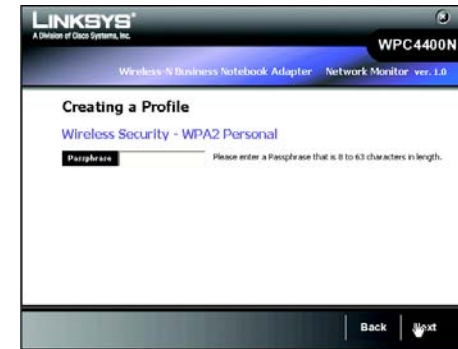 LINKSYS®
A Division of Cisco Systems, Inc.
WPC4400N
Wireless-N Business Notebook Adapter Network Monitor ver. 1.0
Creating a Profile
Wireless Security - WPA2 Personal
Passphrase Please enter a Passphrase that is 8 to 63 characters in length.
Back Next